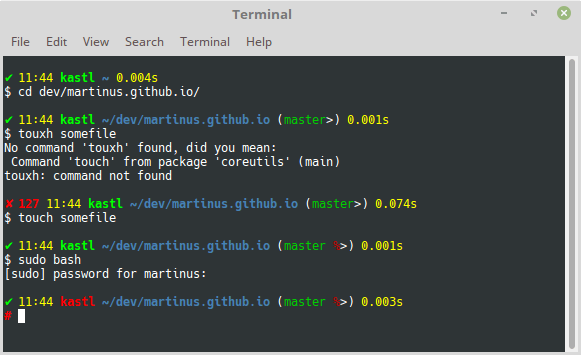 Terminal
File Edit View Search Terminal Help
✔ 11:44 kastl ~ 0.004s
$ cd dev/martinus.github.io/
✔ 11:44 kastl ~/dev/martinus.github.io (master>) 0.001s
$ touxh somefile
No command 'touxh' found, did you mean:
 Command 'touch' from package 'coreutils' (main)
touxh: command not found
✘ 127 11:44 kastl ~/dev/martinus.github.io (master>) 0.074s
$ touch somefile
✔ 11:44 kastl ~/dev/martinus.github.io (master >) 0.001s
$ sudo bash
[sudo] password for martinus:
✔ 11:44 kastl ~/dev/martinus.github.io (master >) 0.003s
#